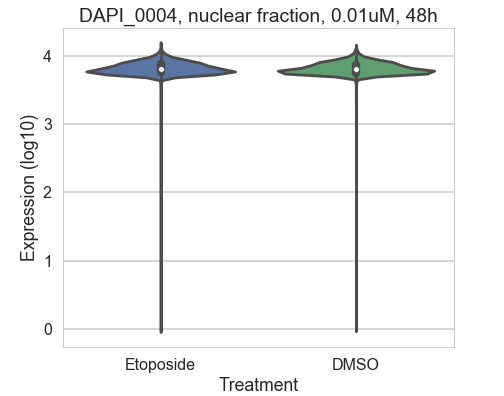 DAPI_0004, nuclear fraction, 0.01uM, 48h
Expression (log10)
4
3
2
1
0
Etoposide DMSO
Treatment